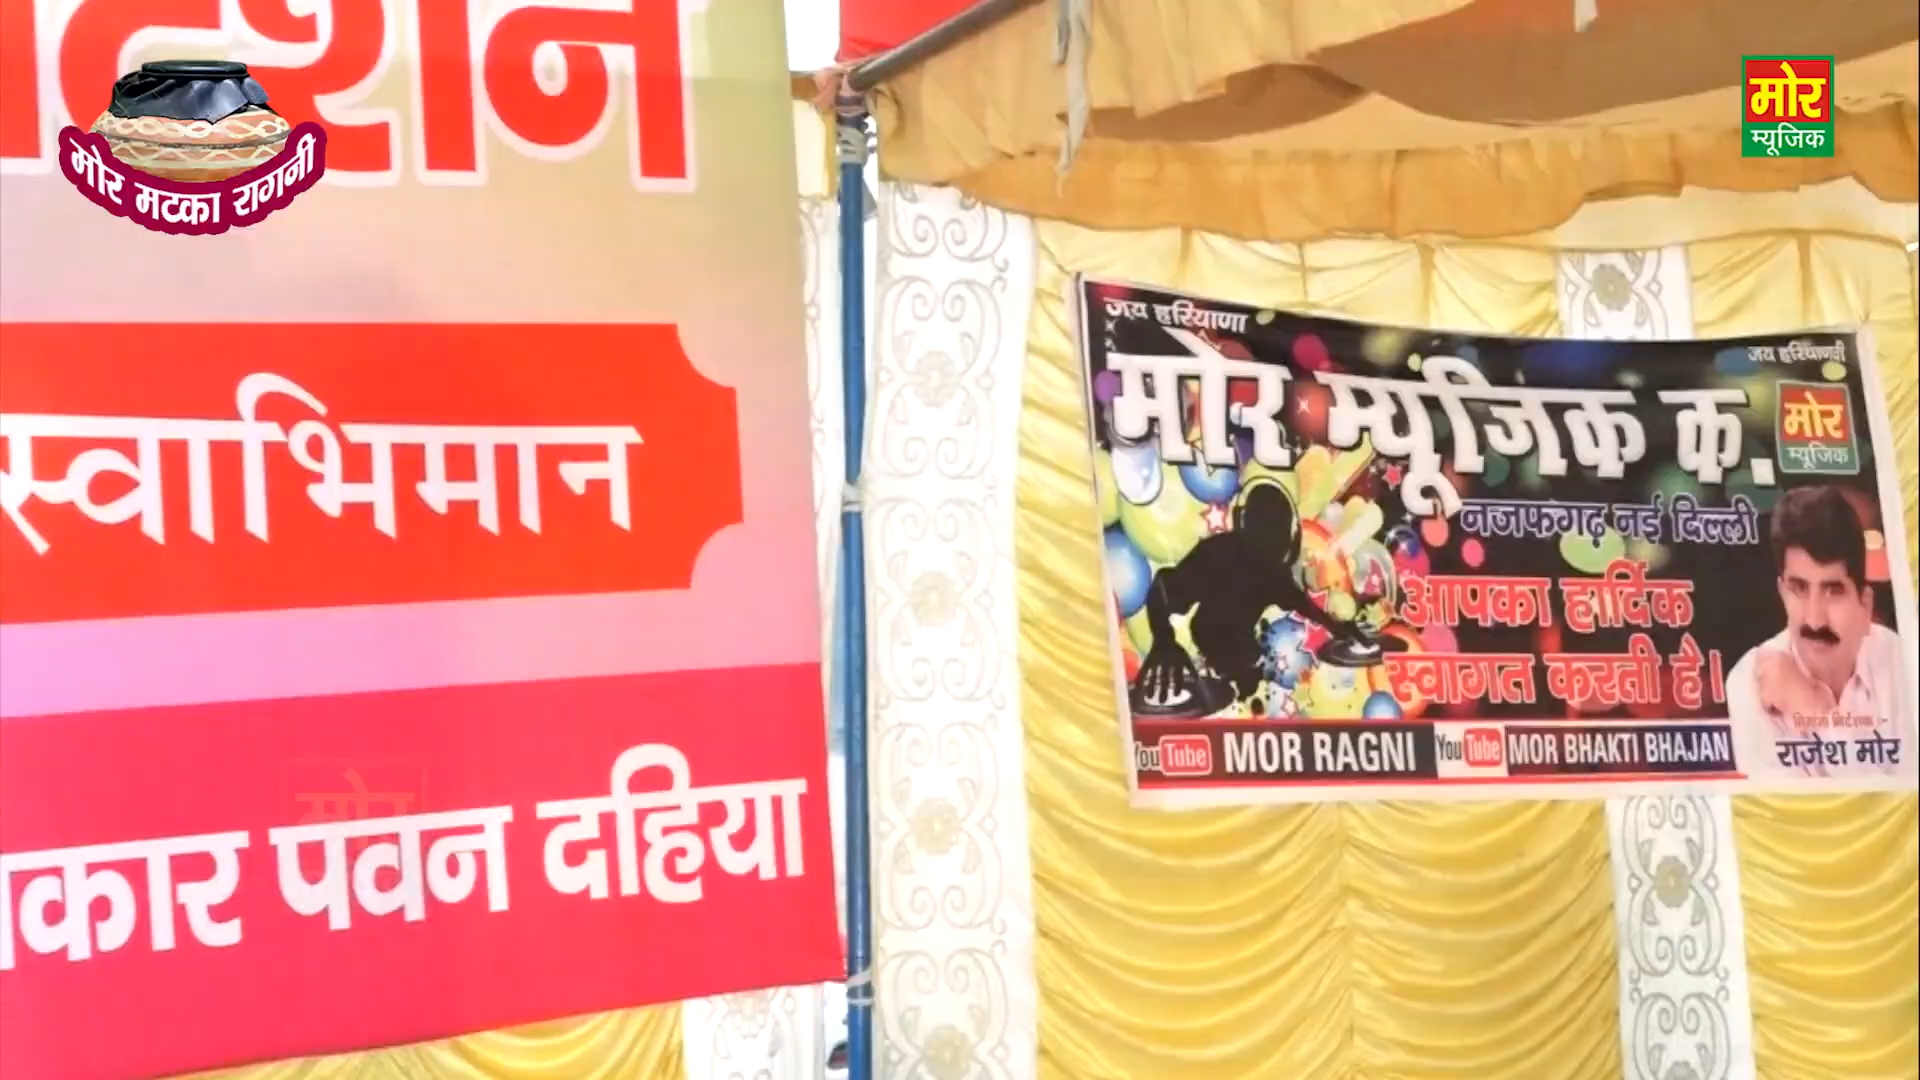 मोर मटका रागनी
स्वाभिमान
पवन दहिया
मोर
म्यूजिक
जय हरियाणा
जय हरियाणवी
मोर म्यूजिक क.
मोर
म्यूजिक
नजफगढ़ नई दिल्ली
आपका हार्दिक
स्वागत करती है।
YouTube MOR RAGNI YouTube MOR BHAKTI BHAJAN
राजेश मोर